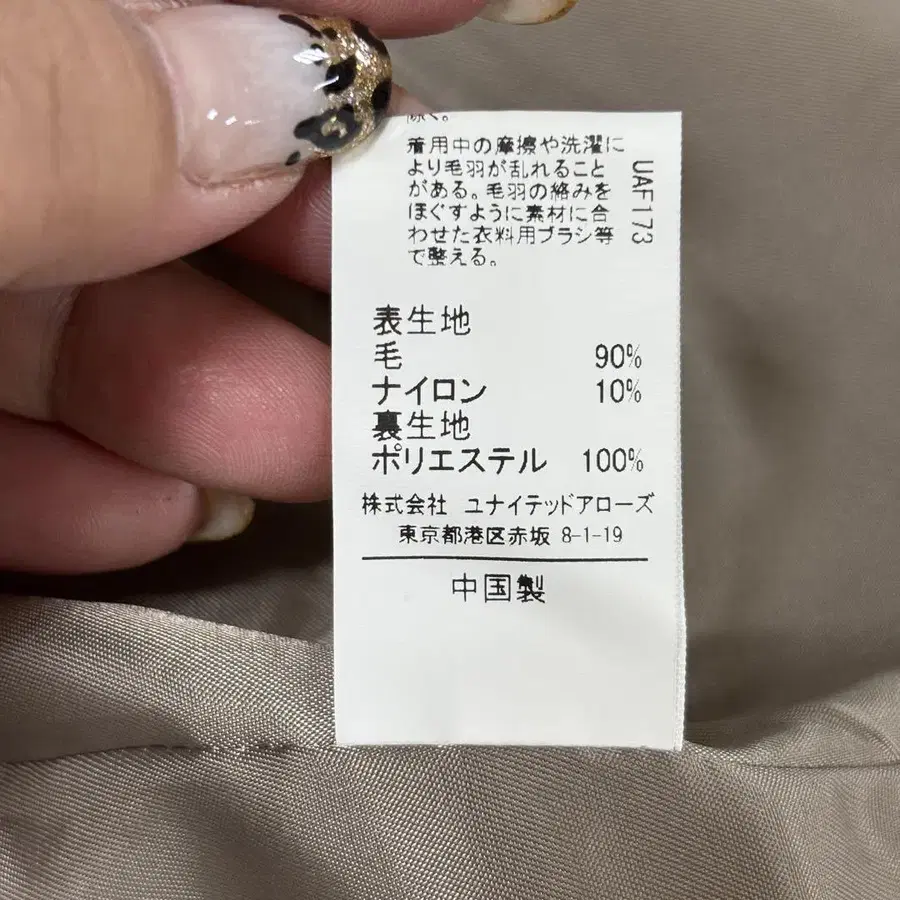 除く。
着用中の摩擦や洗濯に
より毛羽が乱れること
がある。毛羽の絡みを
ほぐすように素材に合
わせた衣料用ブラシ等
で整える。
UAF173
表生地
毛 90%
ナイロン 10%
裏生地
ポリエステル 100%
株式会社 ユナイテッドアローズ
東京都港区赤坂 8-1-19
中国製